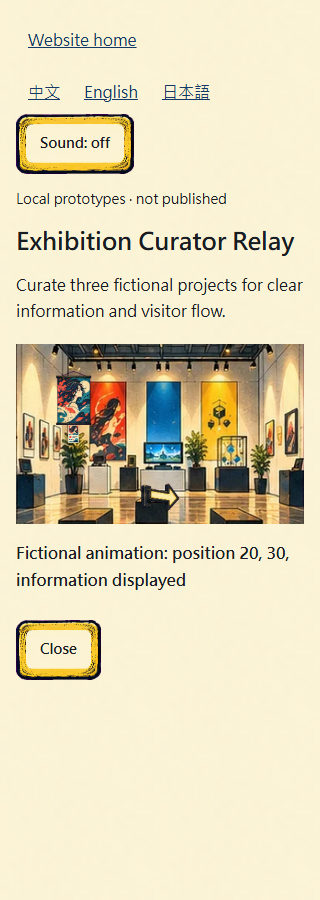 Website home
中文 English 日本語
Sound: off
Local prototypes · not published
Exhibition Curator Relay
Curate three fictional projects for clear
information and visitor flow.
Fictional animation: position 20, 30,
information displayed
Close